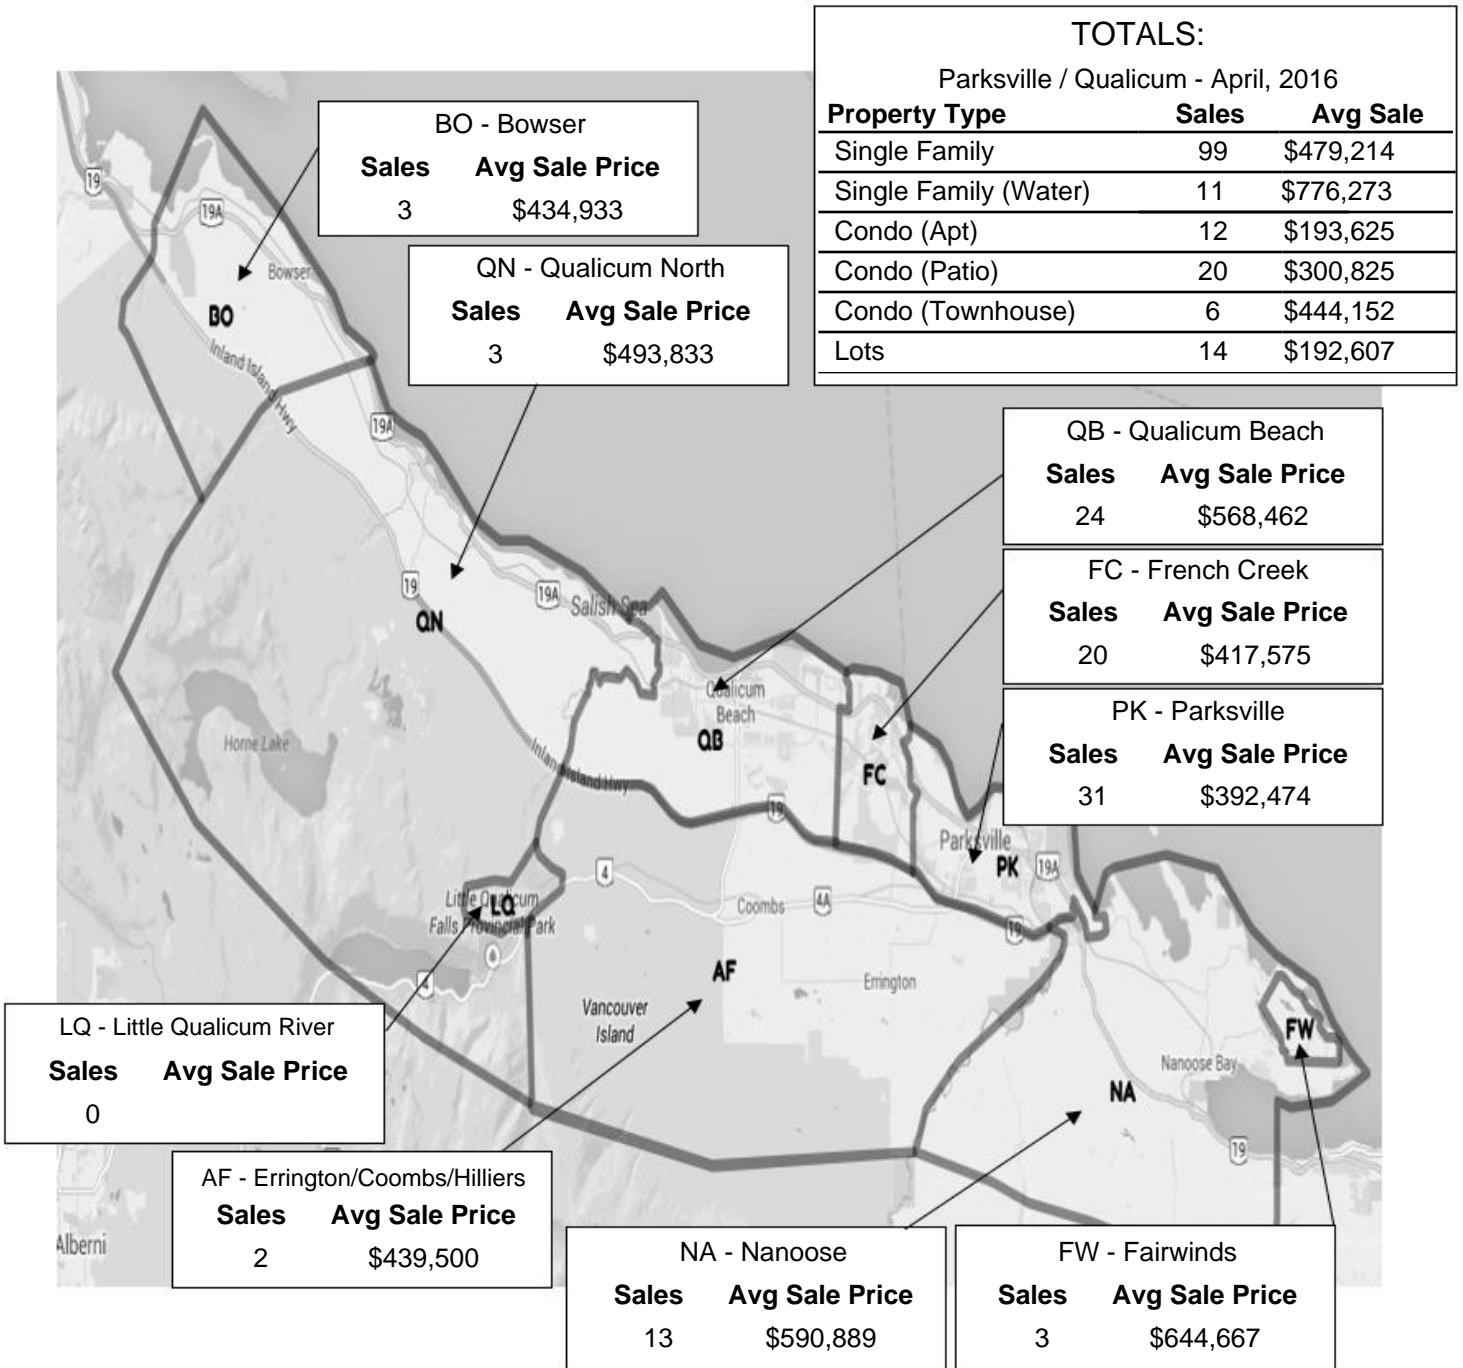 TOTALS:
Parksville / Qualicum - April, 2016
Property Type Sales Avg Sale
Single Family 99 $479,214
Single Family (Water) 11 $776,273
Condo (Apt) 12 $193,625
Condo (Patio) 20 $300,825
Condo (Townhouse) 6 $444,152
Lots 14 $192,607
BO - Bowser
Sales Avg Sale Price
3 $434,933
QN - Qualicum North
Sales Avg Sale Price
3 $493,833
QB - Qualicum Beach
Sales Avg Sale Price
24 $568,462
FC - French Creek
Sales Avg Sale Price
20 $417,575
PK - Parksville
Sales Avg Sale Price
31 $392,474
LQ - Little Qualicum River
Sales Avg Sale Price
0
AF - Errington/Coombs/Hilliers
Sales Avg Sale Price
2 $439,500
NA - Nanoose
Sales Avg Sale Price
13 $590,889
FW - Fairwinds
Sales Avg Sale Price
3 $644,667
19
19A
Bowser
BO
Inland Island Hwy
19A
19
19A
Salish Sea
QN
Qualicum
Beach
QB
Horne Lake
Inland Island Hwy
FC
19
Parksville
PK
19A
4
Little Qualicum
Falls Provincial Park
LQ
Coombs
4A
19
4
AF
Errington
Vancouver
Island
FW
Nanoose Bay
NA
19
Alberni